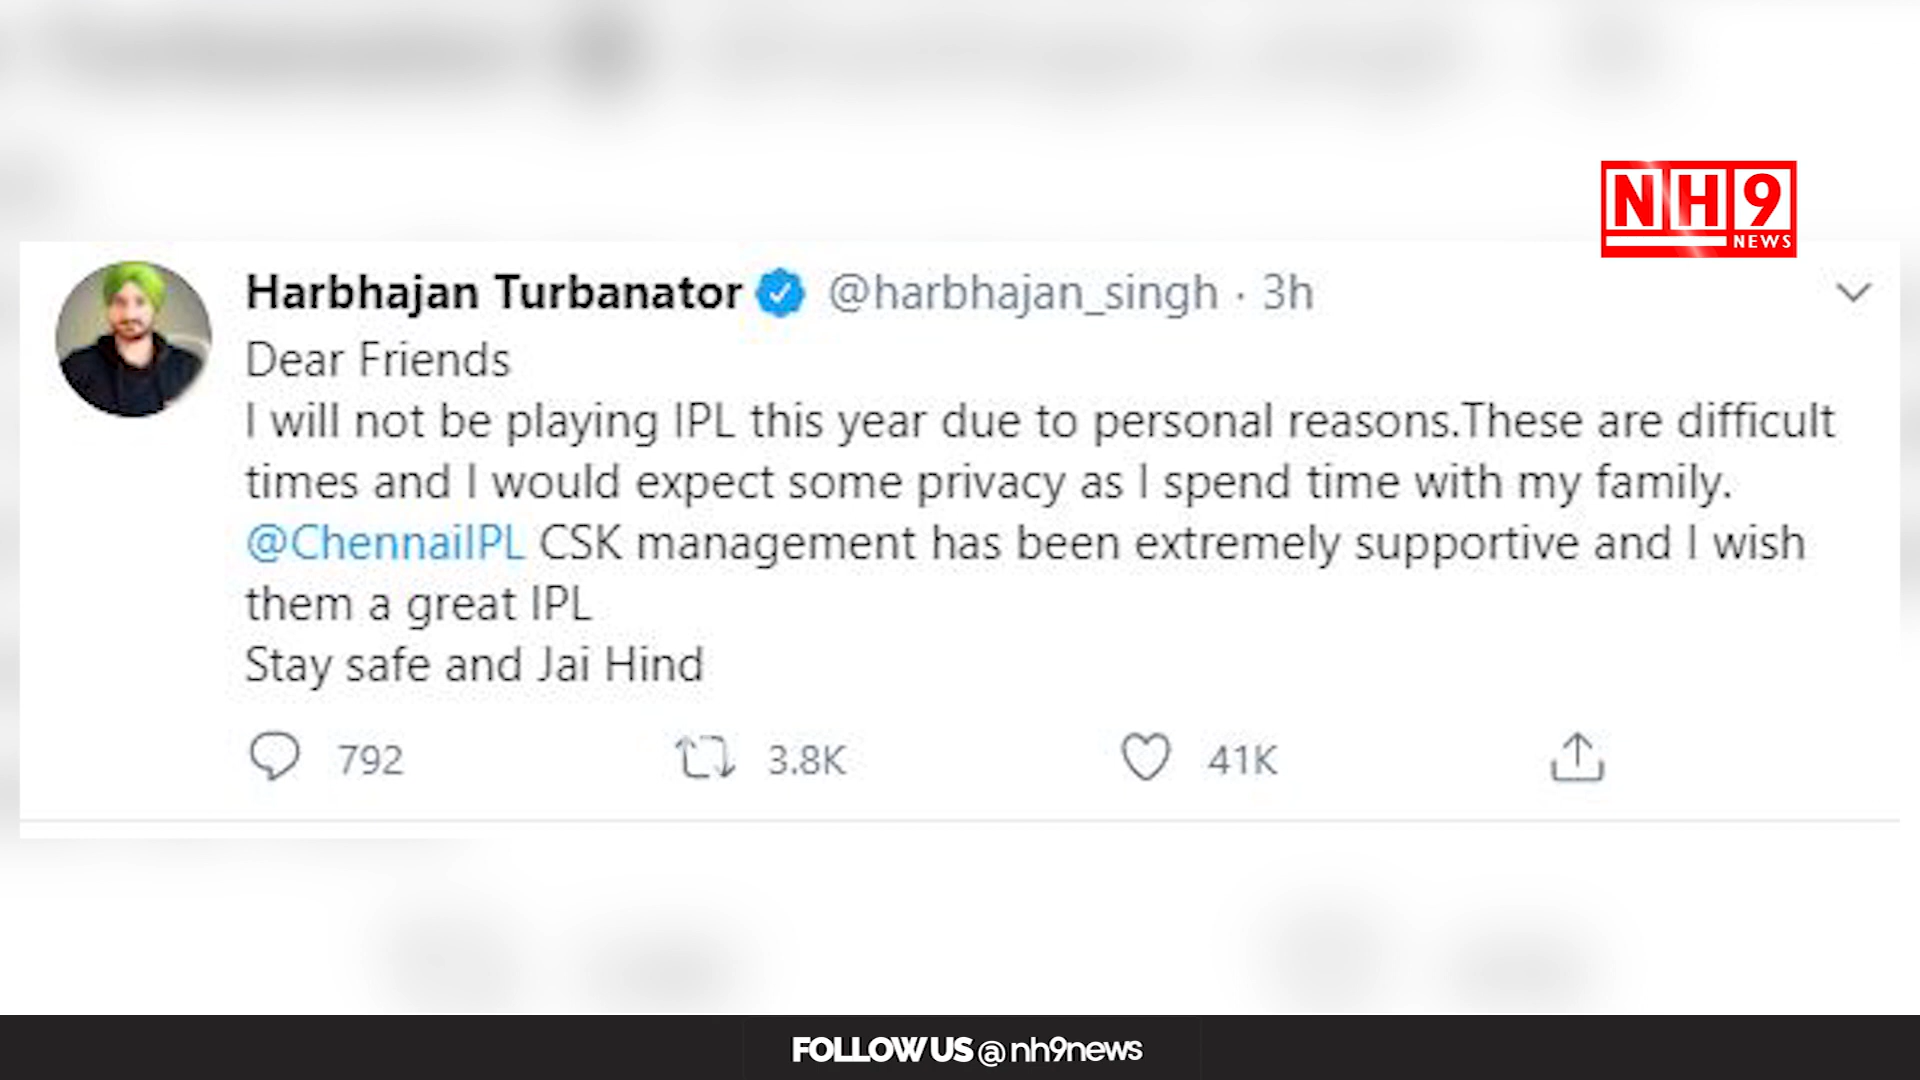 NH9
NEWS
Harbhajan Turbanator @harbhajan_singh · 3h
Dear Friends
I will not be playing IPL this year due to personal reasons.These are difficult
times and I would expect some privacy as I spend time with my family.
@ChennaiIPL CSK management has been extremely supportive and I wish
them a great IPL
Stay safe and Jai Hind
792 3.8K 41K
FOLLOW US @nh9news